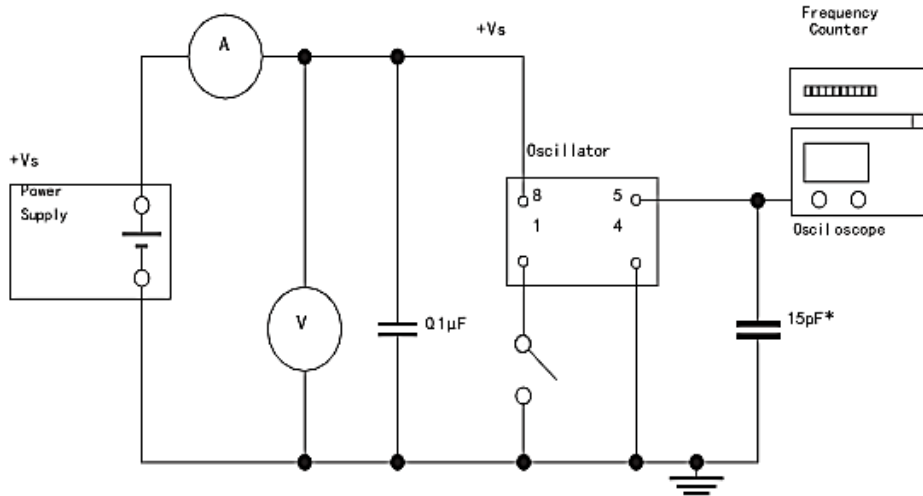 Frequency
Counter
A
+Vs
Oscillator
+Vs
Power
Supply
8 5
1 4
Osciloscope
V
Q1μF
15pF*